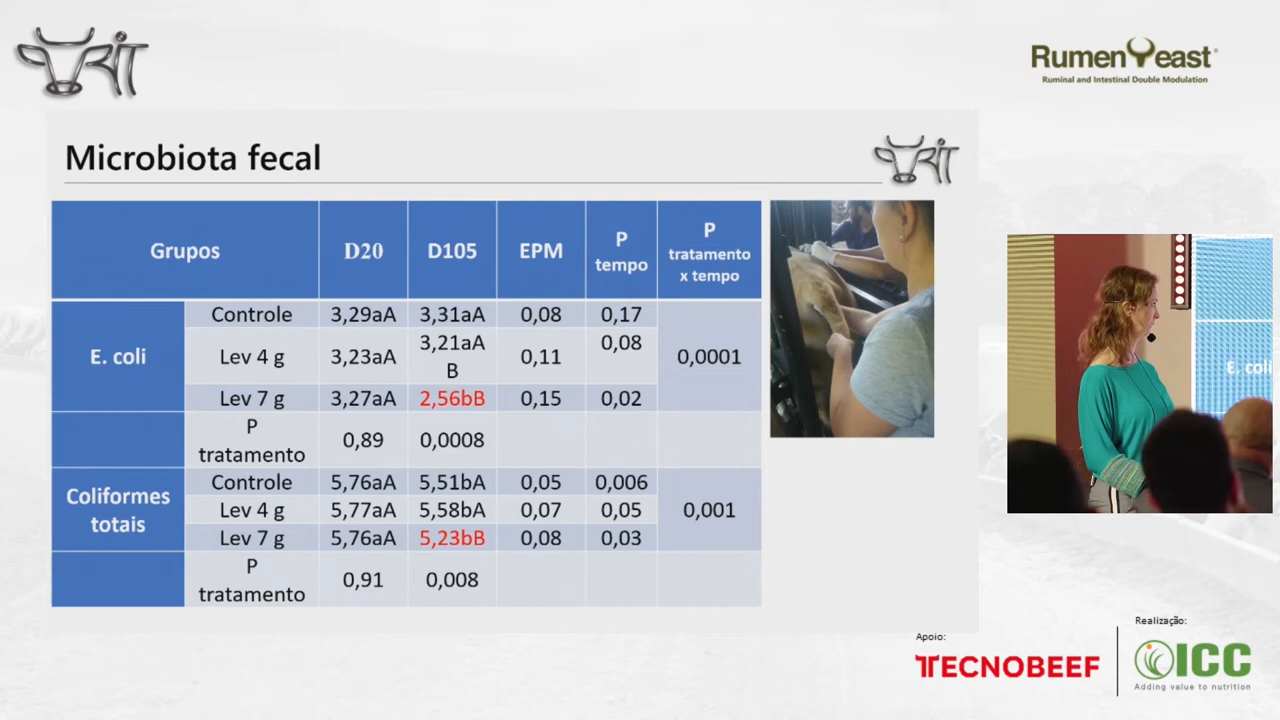 RIT
RumenYeast
Ruminal and Intestinal Double Modulation
Microbiota fecal
RIT
Grupos D20 D105 EPM P tempo P tratamento x tempo
E. coli
Controle 3,29aA 3,31aA 0,08 0,17
Lev 4 g 3,23aA 3,21aA B 0,11 0,08 0,0001
Lev 7 g 3,27aA 2,56bB 0,15 0,02
P tratamento 0,89 0,0008
Coliformes totais
Controle 5,76aA 5,51bA 0,05 0,006
Lev 4 g 5,77aA 5,58bA 0,07 0,05 0,001
Lev 7 g 5,76aA 5,23bB 0,08 0,03
P tratamento 0,91 0,008
E. coli
Apoio:
TECNOBEEF
Realização:
ICC
Adding value to nutrition